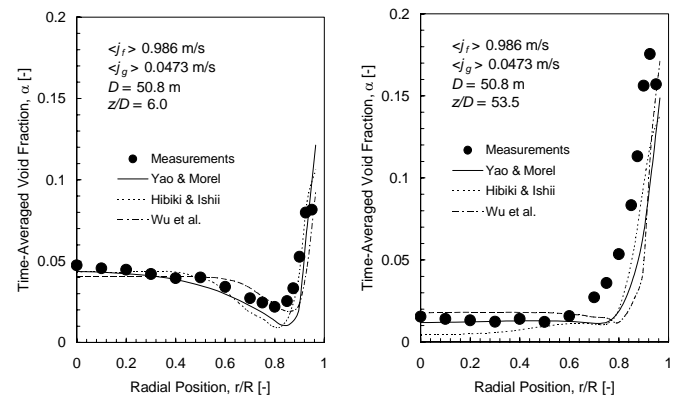 0.2
<j_f> 0.986 m/s
<j_g> 0.0473 m/s
D = 50.8 m
z/D = 6.0
0.15
Time-Averaged Void Fraction, α [-]
0.1
Measurements
Yao & Morel
Hibiki & Ishii
Wu et al.
0.05
0
0 0.2 0.4 0.6 0.8 1
Radial Position, r/R [-]
0.2
<j_f> 0.986 m/s
<j_g> 0.0473 m/s
D = 50.8 m
z/D = 53.5
0.15
Time-Averaged Void Fraction, α [-]
0.1
Measurements
Yao & Morel
Hibiki & Ishii
Wu et al.
0.05
0
0 0.2 0.4 0.6 0.8 1
Radial Position, r/R [-]